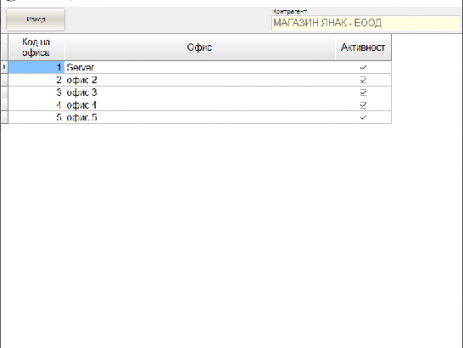 Изход
Контрагент
МАГАЗИН ЯНАК - ЕООД
Код на офиса
Офис
Активност
1 Server
2 офис 2
3 офис 3
4 офис 4
5 офис 5